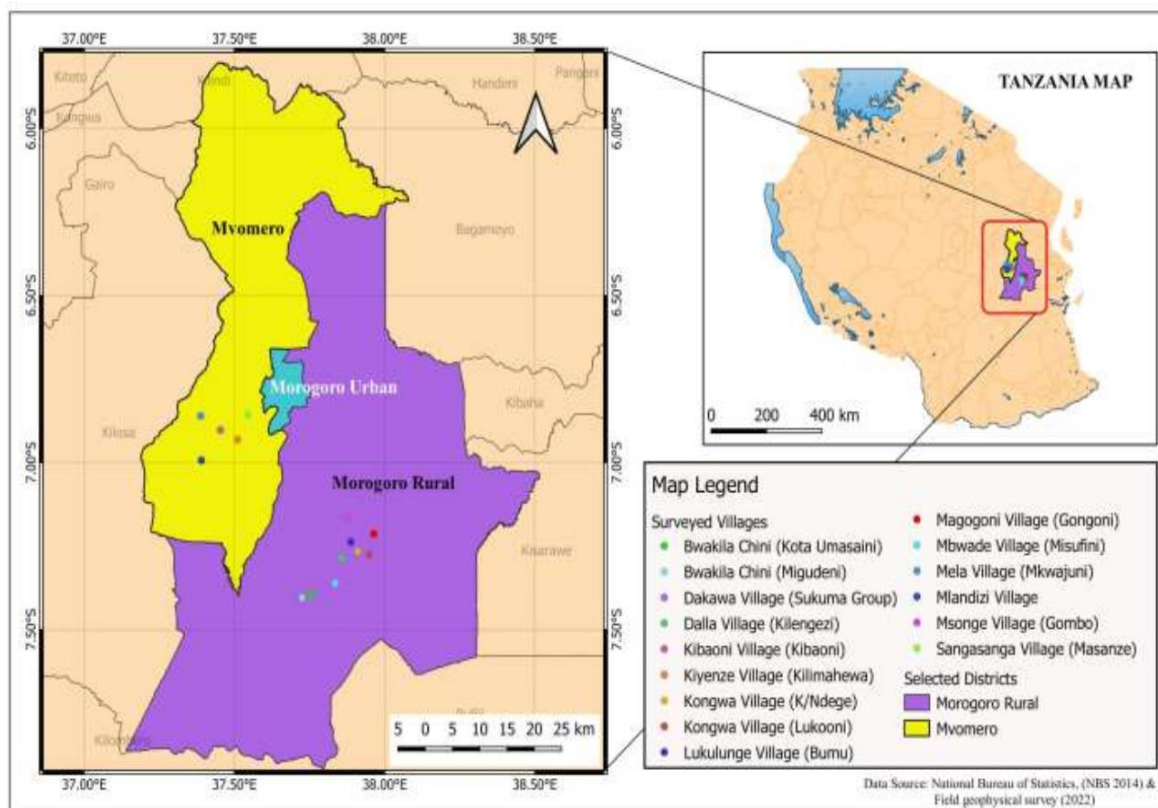 37.00°E 37.50°E 38.00°E 38.50°E
TANZANIA MAP
Kiteto
Kilindi
Handeni
Pangani
Kongwa
6.00°S
6.00°S
Gairo
Mvomero
Bagamoyo
6.50°S
6.50°S
Morogoro Urban
Kibaha
Kilosa
7.00°S
7.00°S
Morogoro Rural
Kisarawe
7.50°S
7.50°S
Kilombero
5 0 5 10 15 20 25 km
37.00°E 37.50°E 38.00°E 38.50°E
0 200 400 km
Map Legend
Surveyed Villages
Bwakila Chini (Kota Umasaini)
Bwakila Chini (Migudeni)
Dakawa Village (Sukuma Group)
Dalla Village (Kilengezi)
Kibaoni Village (Kibaoni)
Kiyenze Village (Kilimahewa)
Kongwa Village (K/Ndege)
Kongwa Village (Lukooni)
Lukulunge Village (Bumu)
Magogoni Village (Gongoni)
Mbwade Village (Misufini)
Mela Village (Mkwajuni)
Mlandizi Village
Msonge Village (Gombo)
Sangasanga Village (Masanze)
Selected Districts
Morogoro Rural
Mvomero
Data Source: National Bureau of Statistics, (NBS 2014) &
Field geophysical survey (2022)